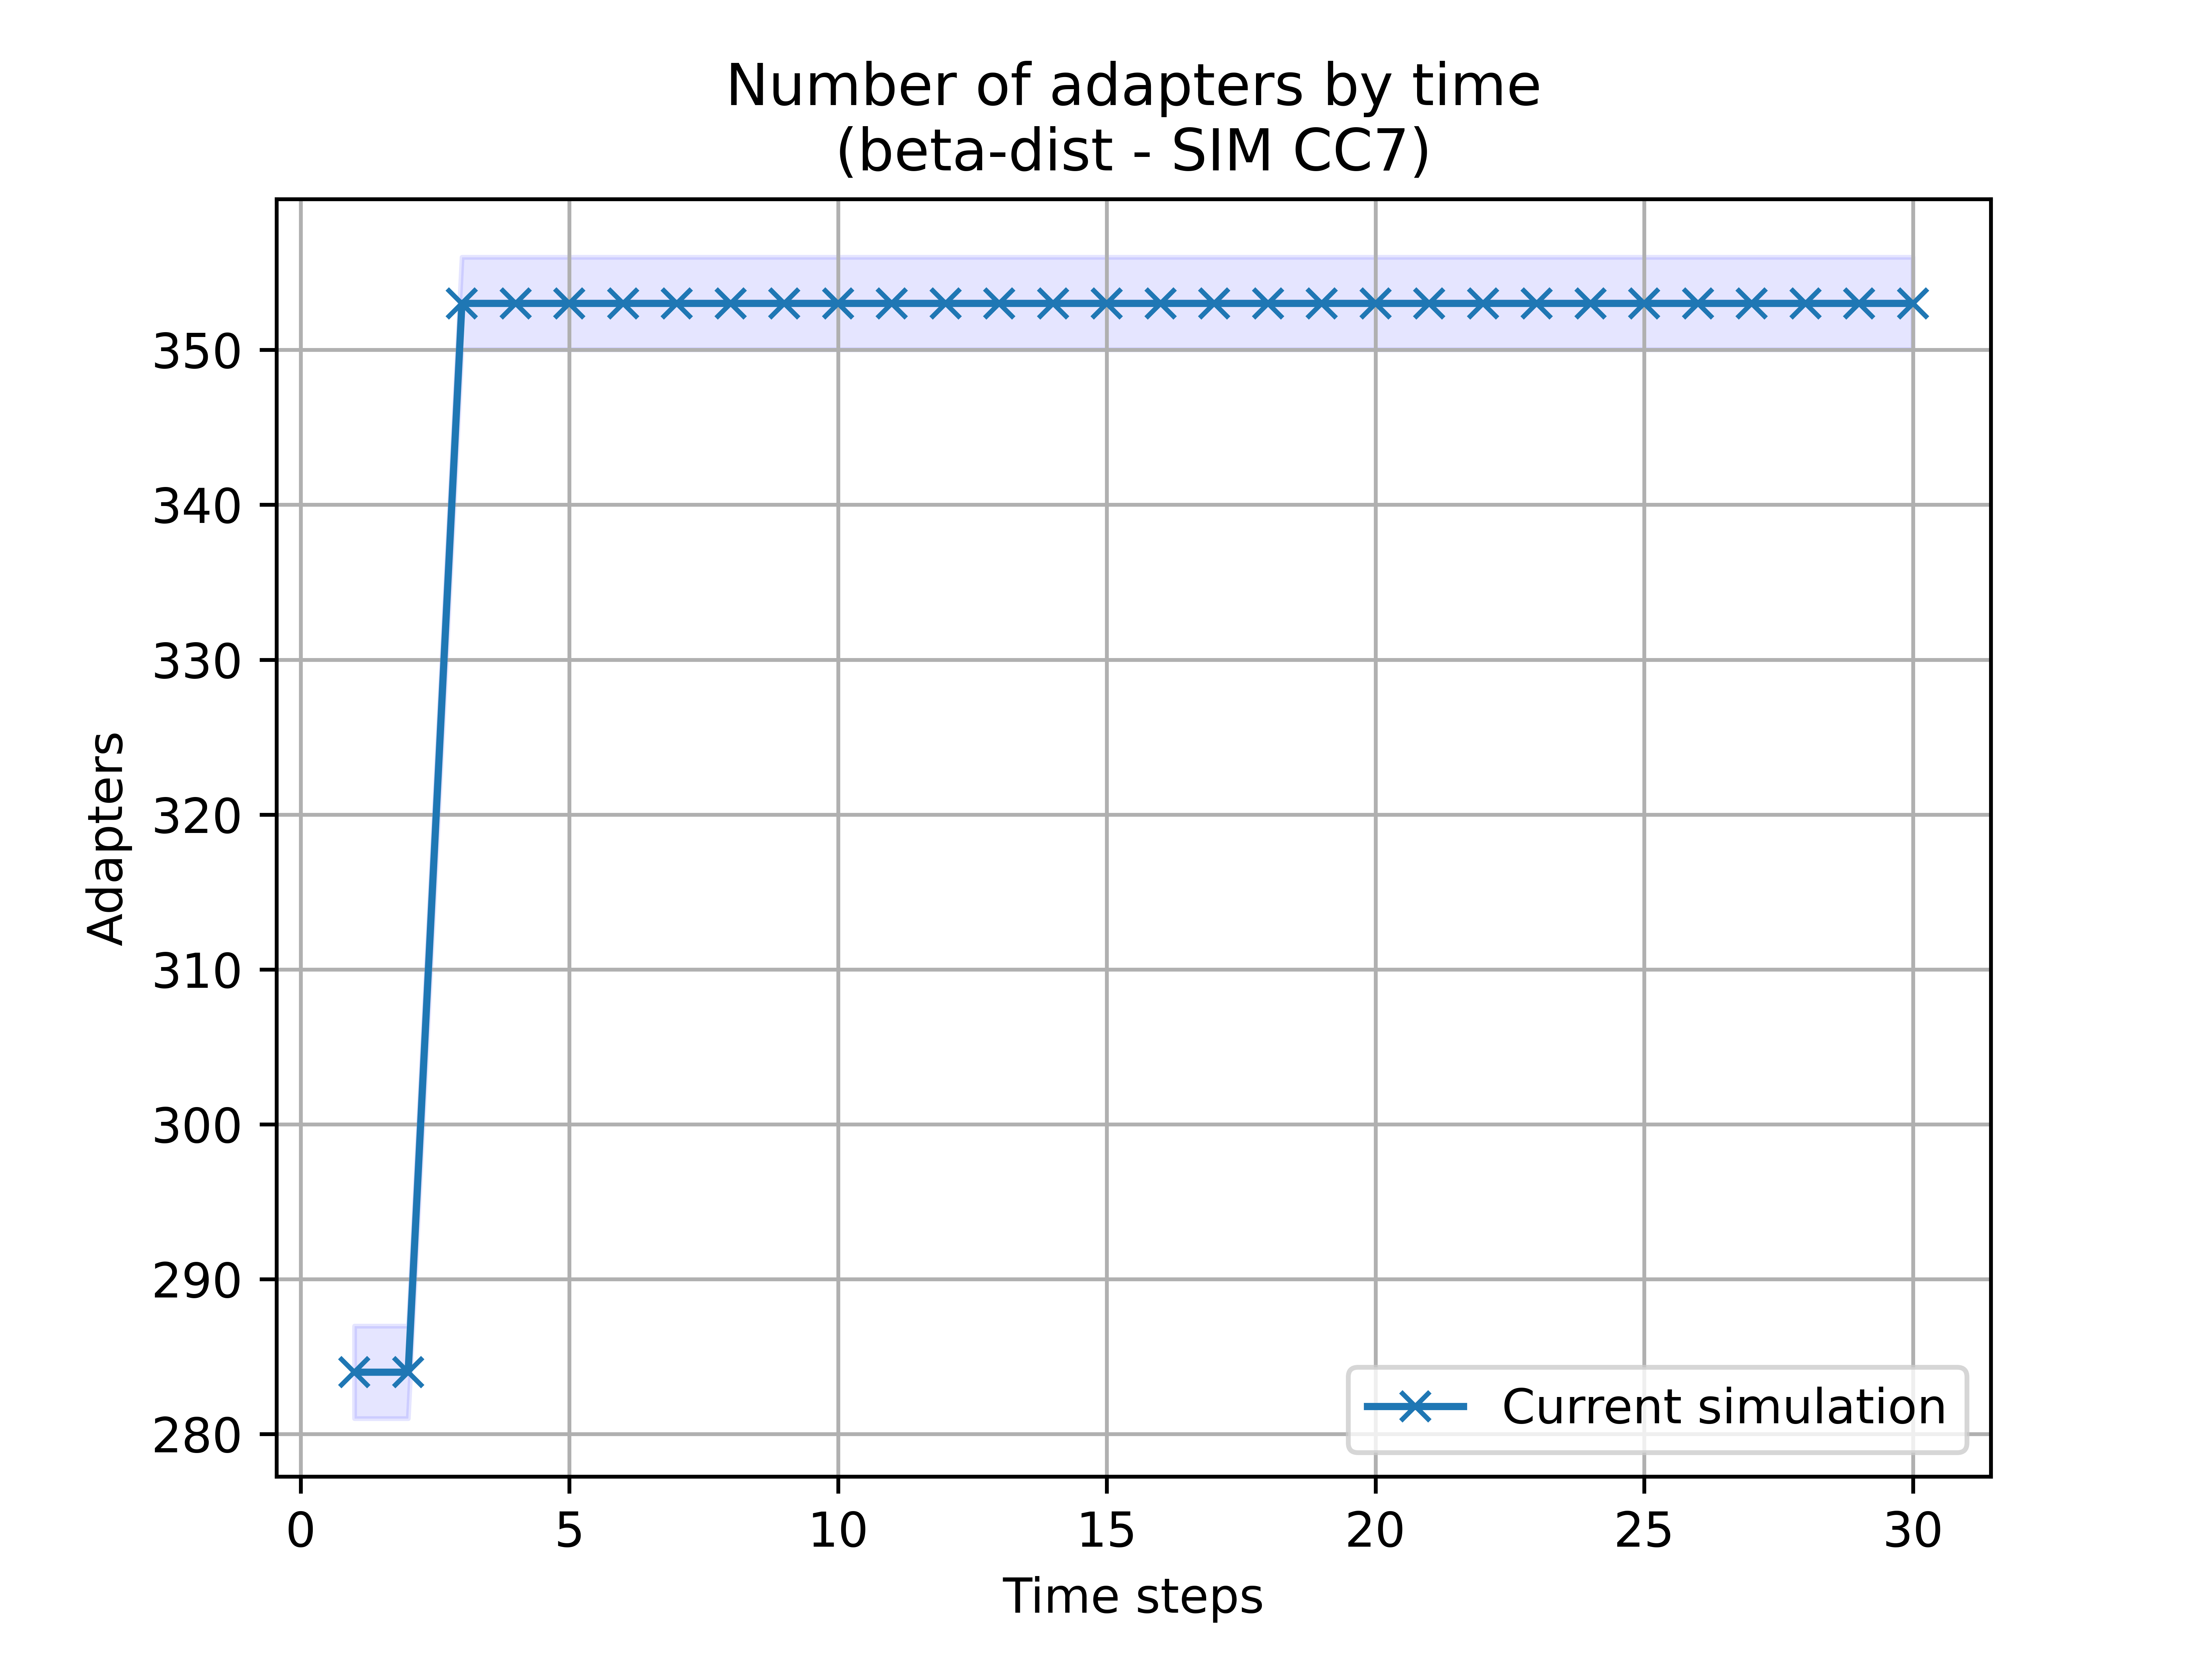 Number of adapters by time
(beta-dist - SIM CC7)
Adapters
350
340
330
320
310
300
290
280
Current simulation
0 5 10 15 20 25 30
Time steps